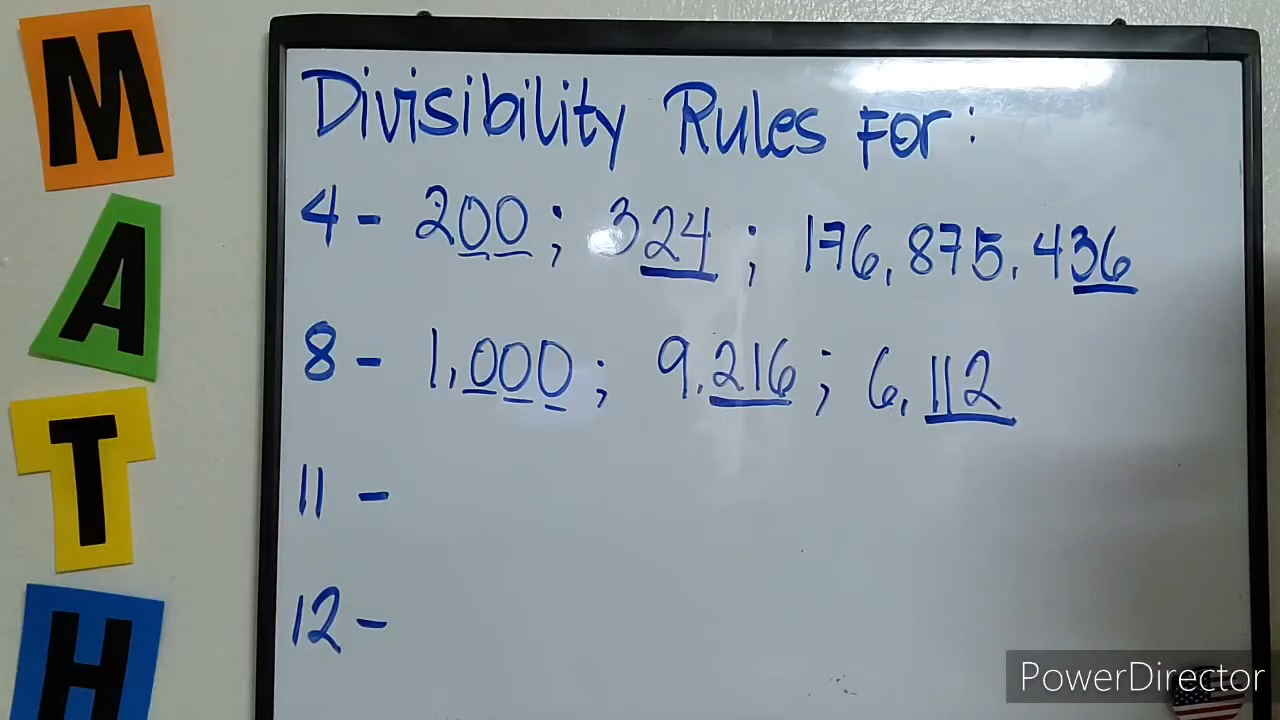 MATH
Divisibility Rules For:
4 - 200; 324; 176,875.436
8 - 1,000; 9,216; 6,112
11 -
12 -
PowerDirector